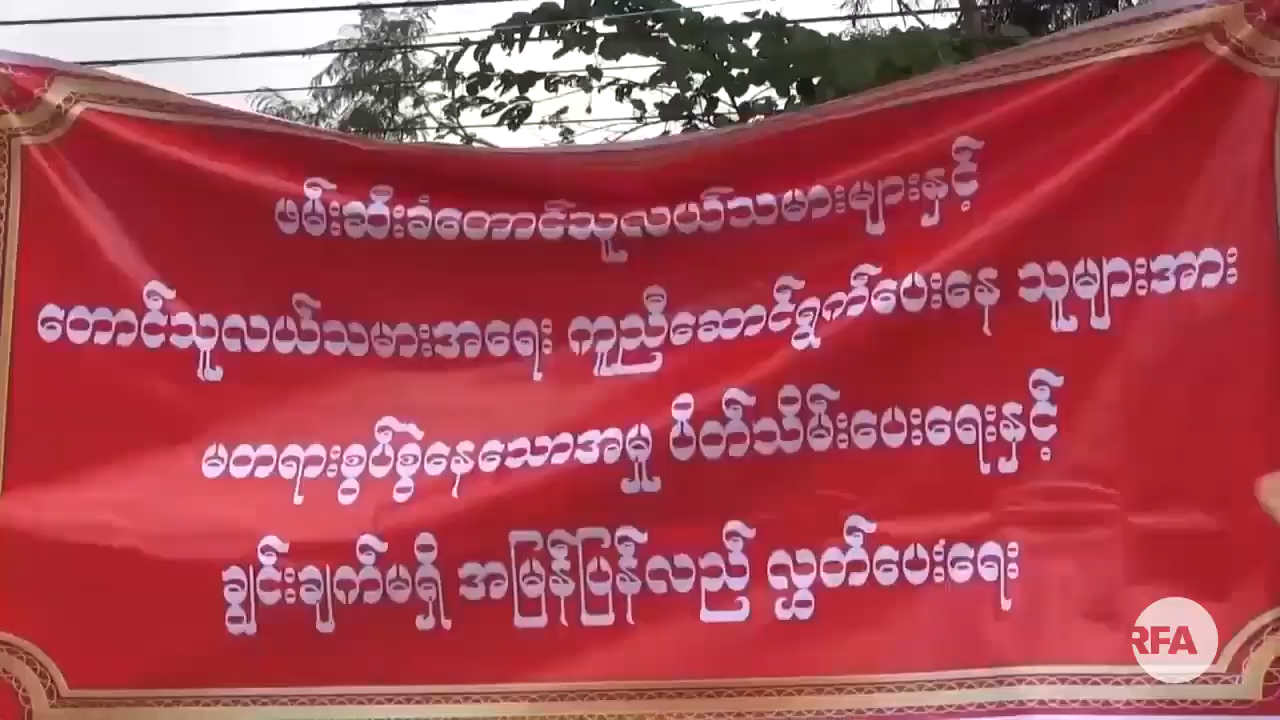 ဖမ်းဆီးခံတောင်သူလယ်သမားများနှင့်
တောင်သူလယ်သမားအရေး ကူညီဆောင်ရွက်ပေးနေ သူများအား
မတရားစွပ်စွဲနေသောအမှု ပိတ်သိမ်းပေးရေးနှင့်
ချွင်းချက်မရှိ အမြန်ပြန်လည် လွှတ်ပေးရေး
RFA